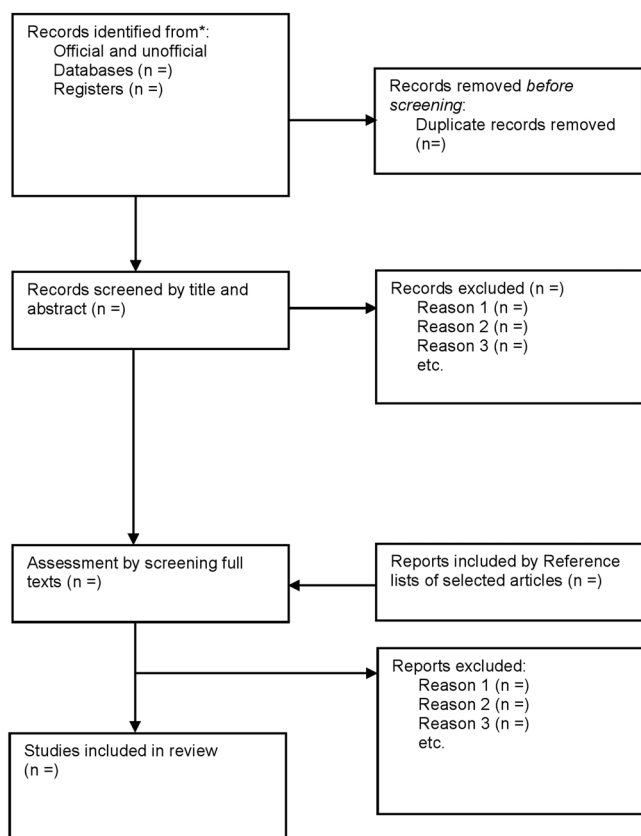 Records identified from*:
Official and unofficial
Databases (n =)
Registers (n =)
Records removed before
screening:
Duplicate records removed
(n=)
Records screened by title and
abstract (n =)
Records excluded (n =)
Reason 1 (n =)
Reason 2 (n =)
Reason 3 (n =)
etc.
Assessment by screening full
texts (n =)
Reports included by Reference
lists of selected articles (n =)
Reports excluded:
Reason 1 (n =)
Reason 2 (n =)
Reason 3 (n =)
etc.
Studies included in review
(n =)